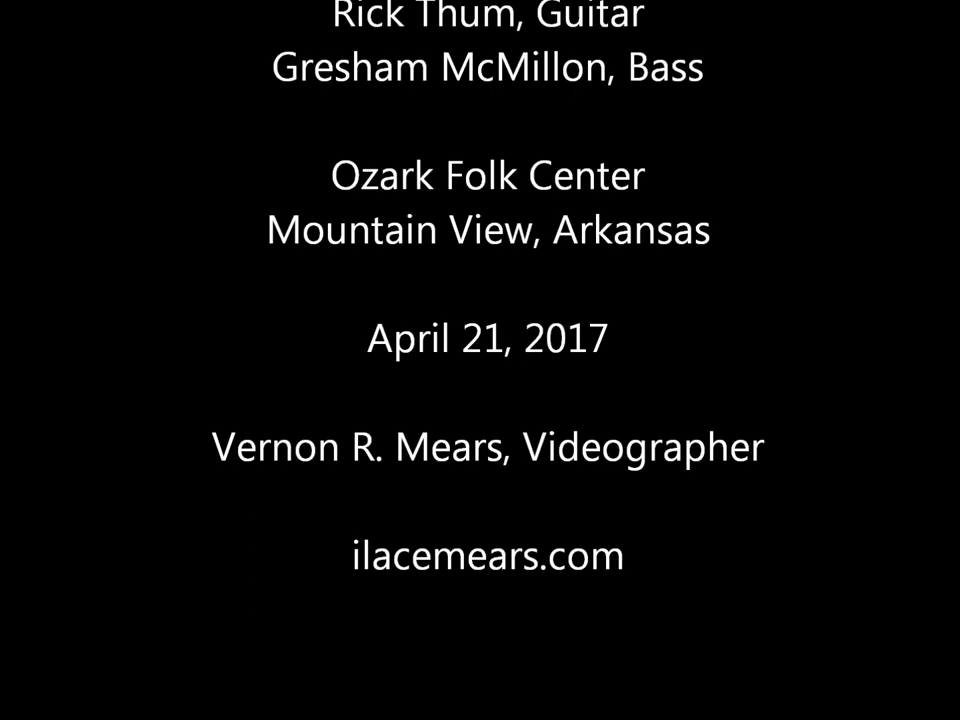 Rick Thum, Guitar
Gresham McMillon, Bass
Ozark Folk Center
Mountain View, Arkansas
April 21, 2017
Vernon R. Mears, Videographer
ilacemears.com